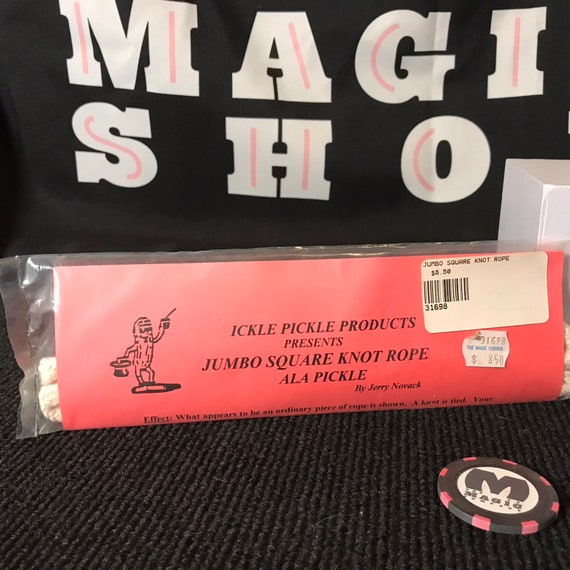 MAGI
SHO
JUMBO SQUARE KNOT ROPE
$8.50
31698
ICKLE PICKLE PRODUCTS
PRESENTS
JUMBO SQUARE KNOT ROPE
ALA PICKLE
By Jerry Novack
31698
THE MAGIC CORNER
$ 850
Effect: What appears to be an ordinary piece of rope is shown. A knot is tied. Your
M
MAGIC